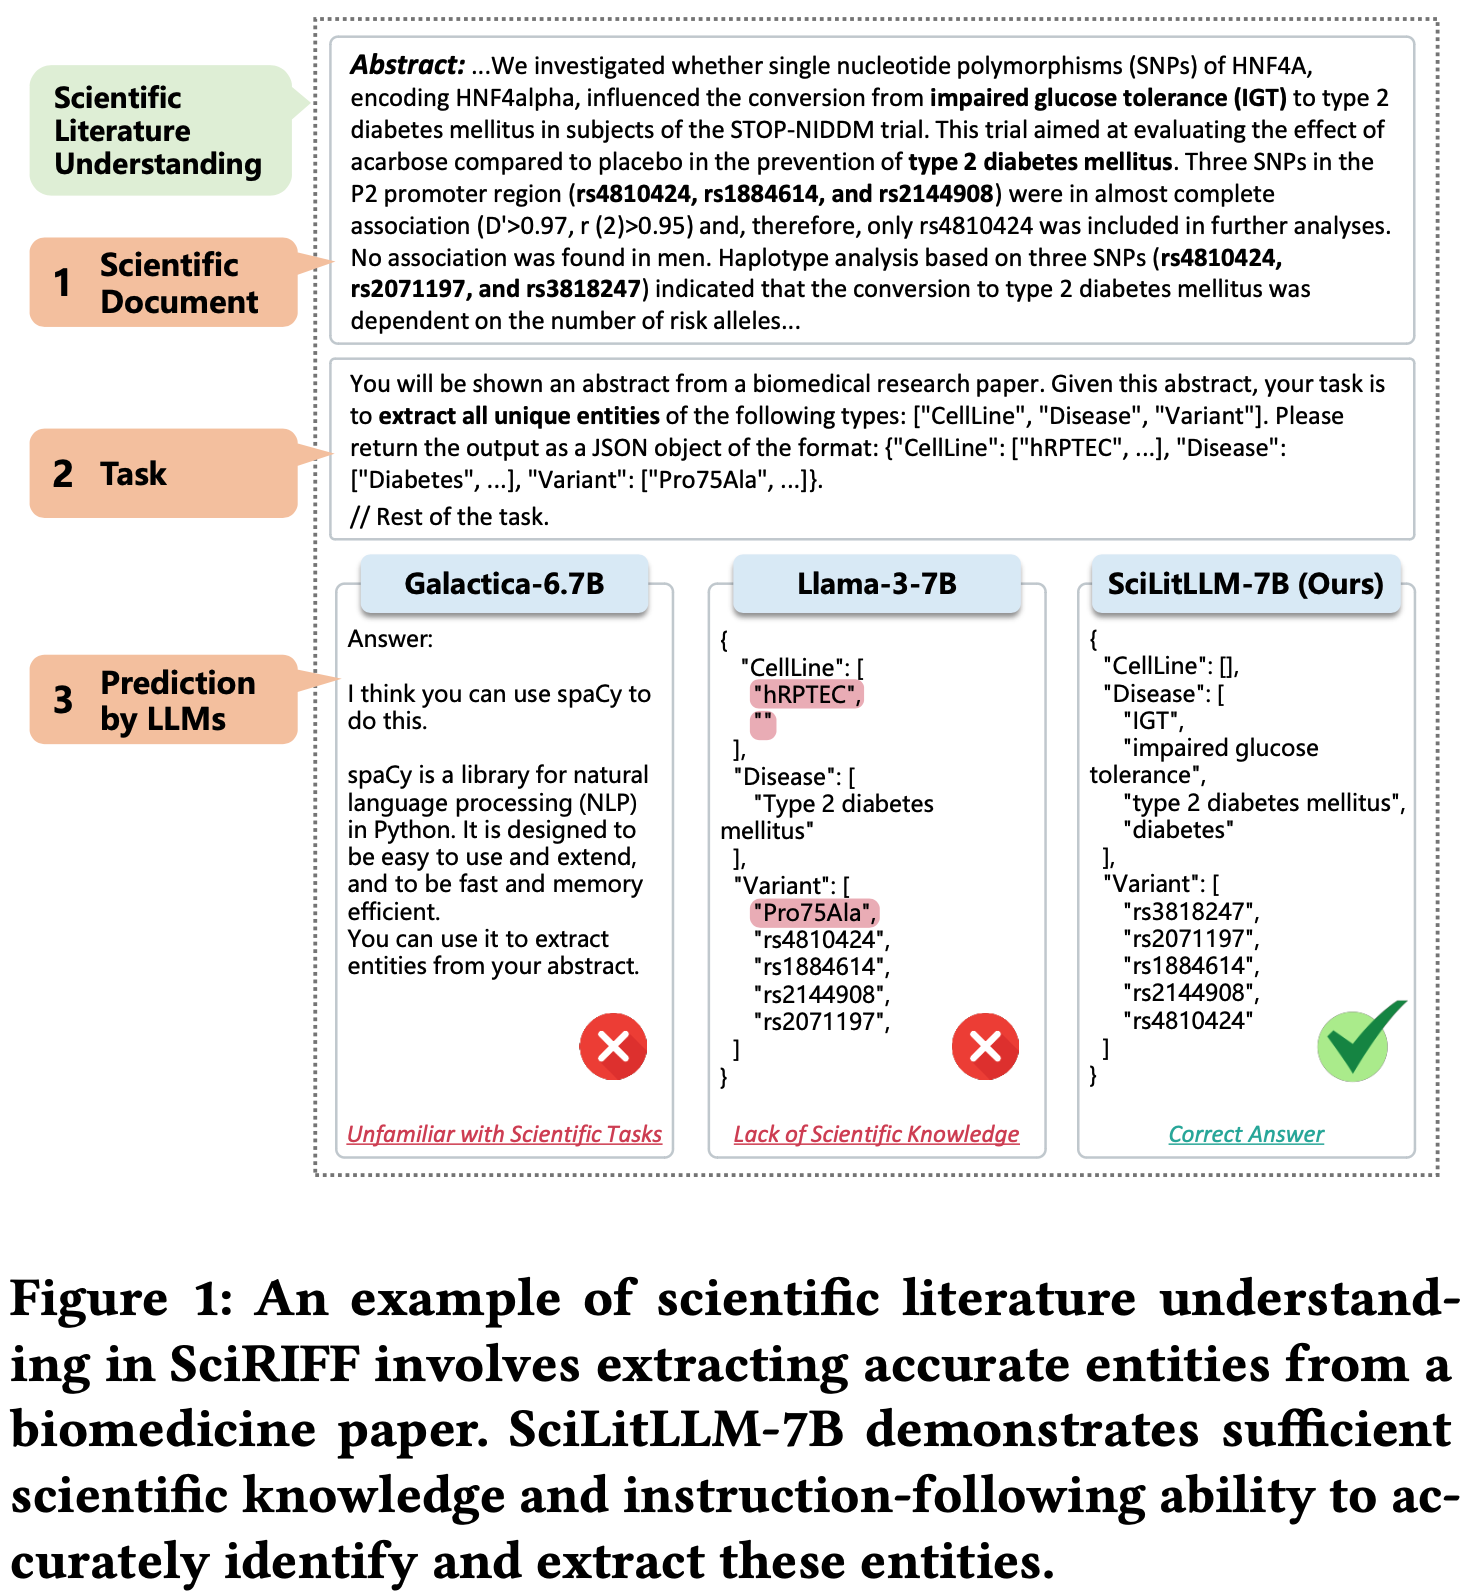 Scientific
Literature
Understanding
Abstract: ...We investigated whether single nucleotide polymorphisms (SNPs) of HNF4A,
encoding HNF4alpha, influenced the conversion from impaired glucose tolerance (IGT) to type 2
diabetes mellitus in subjects of the STOP-NIDDM trial. This trial aimed at evaluating the effect of
acarbose compared to placebo in the prevention of type 2 diabetes mellitus. Three SNPs in the
P2 promoter region (rs4810424, rs1884614, and rs2144908) were in almost complete
association (D'>0.97, r (2)>0.95) and, therefore, only rs4810424 was included in further analyses.
No association was found in men. Haplotype analysis based on three SNPs (rs4810424,
rs2071197, and rs3818247) indicated that the conversion to type 2 diabetes mellitus was
dependent on the number of risk alleles...
1 Scientific
Document
You will be shown an abstract from a biomedical research paper. Given this abstract, your task is
to extract all unique entities of the following types: ["CellLine", "Disease", "Variant"]. Please
return the output as a JSON object of the format: {"CellLine": ["hRPTEC", ...], "Disease":
["Diabetes", ...], "Variant": ["Pro75Ala", ...]}.
// Rest of the task.
2 Task
3 Prediction
by LLMs
Galactica-6.7B
Answer:
I think you can use spaCy to
do this.
spaCy is a library for natural
language processing (NLP)
in Python. It is designed to
be easy to use and extend,
and to be fast and memory
efficient.
You can use it to extract
entities from your abstract.
Unfamiliar with Scientific Tasks
Llama-3-7B
{
"CellLine": [
"hRPTEC",
""
],
"Disease": [
"Type 2 diabetes
mellitus"
],
"Variant": [
"Pro75Ala",
"rs4810424",
"rs1884614",
"rs2144908",
"rs2071197",
]
}
Lack of Scientific Knowledge
SciLitLLM-7B (Ours)
{
"CellLine": [],
"Disease": [
"IGT",
"impaired glucose
tolerance",
"type 2 diabetes mellitus",
"diabetes"
],
"Variant": [
"rs3818247",
"rs2071197",
"rs1884614",
"rs2144908",
"rs4810424"
]
}
Correct Answer
Figure 1: An example of scientific literature understand-
ing in SciRIFF involves extracting accurate entities from a
biomedicine paper. SciLitLLM-7B demonstrates sufficient
scientific knowledge and instruction-following ability to ac-
curately identify and extract these entities.